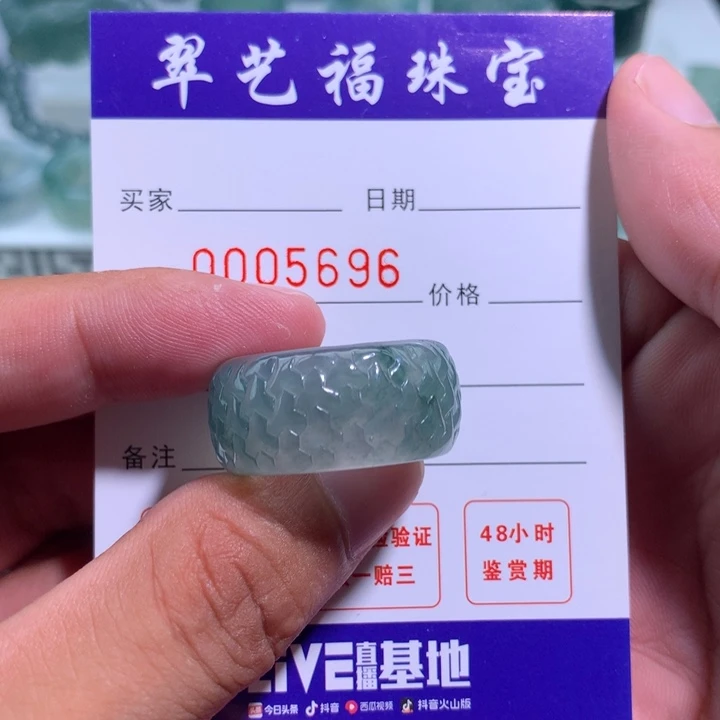 翠艺福珠宝
买家 日期
0005696
价格
备注
验证 48小时
一赔三 鉴赏期
LIVE直播基地
今日头条 抖音 西瓜视频 抖音火山版